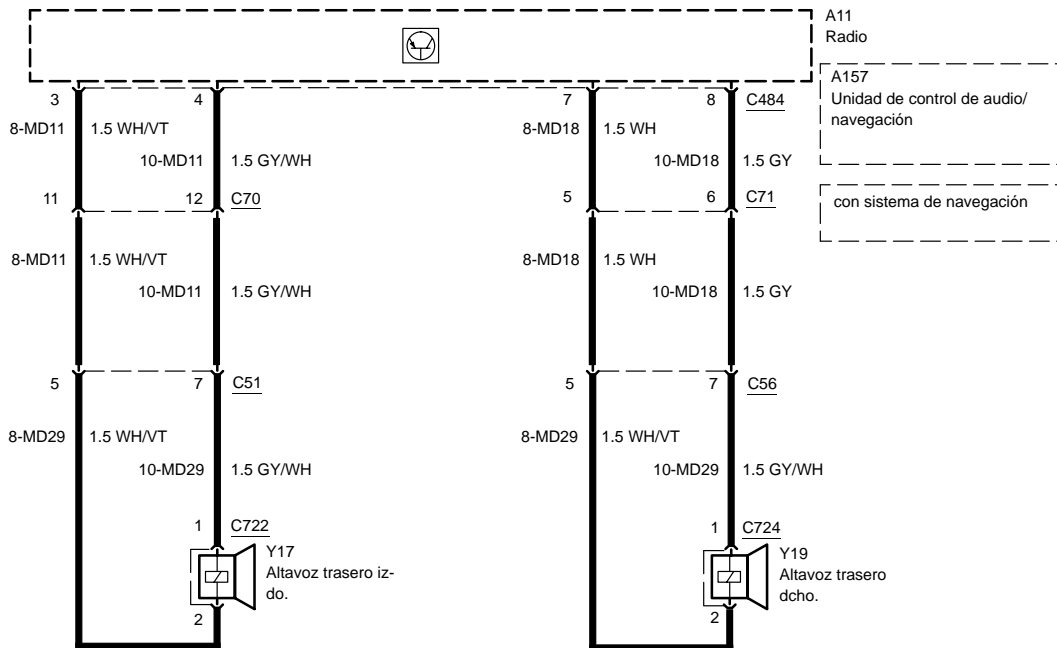 A11
Radio
A157
Unidad de control de audio/
navegación
con sistema de navegación
3 4 7 8 C484
8-MD11 1.5 WH/VT 8-MD18 1.5 WH
10-MD11 1.5 GY/WH 10-MD18 1.5 GY
11 12 C70 5 6 C71
8-MD11 1.5 WH/VT 8-MD18 1.5 WH
10-MD11 1.5 GY/WH 10-MD18 1.5 GY
5 7 C51 5 7 C56
8-MD29 1.5 WH/VT 8-MD29 1.5 WH/VT
10-MD29 1.5 GY/WH 10-MD29 1.5 GY/WH
1 C722 1 C724
Y17
Altavoz trasero iz-
do.
2
Y19
Altavoz trasero
dcho.
2